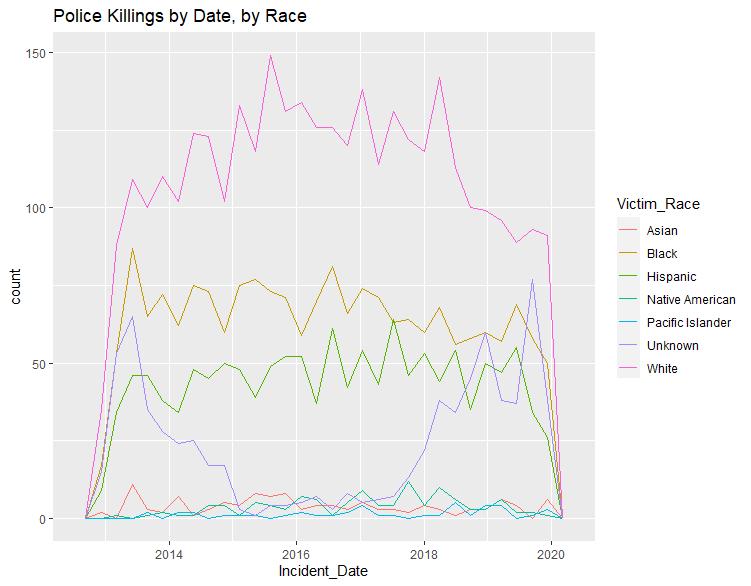 Police Killings by Date, by Race
150
100
50
0
count
2014
2016
2018
2020
Incident_Date
Victim_Race
Asian
Black
Hispanic
Native American
Pacific Islander
Unknown
White